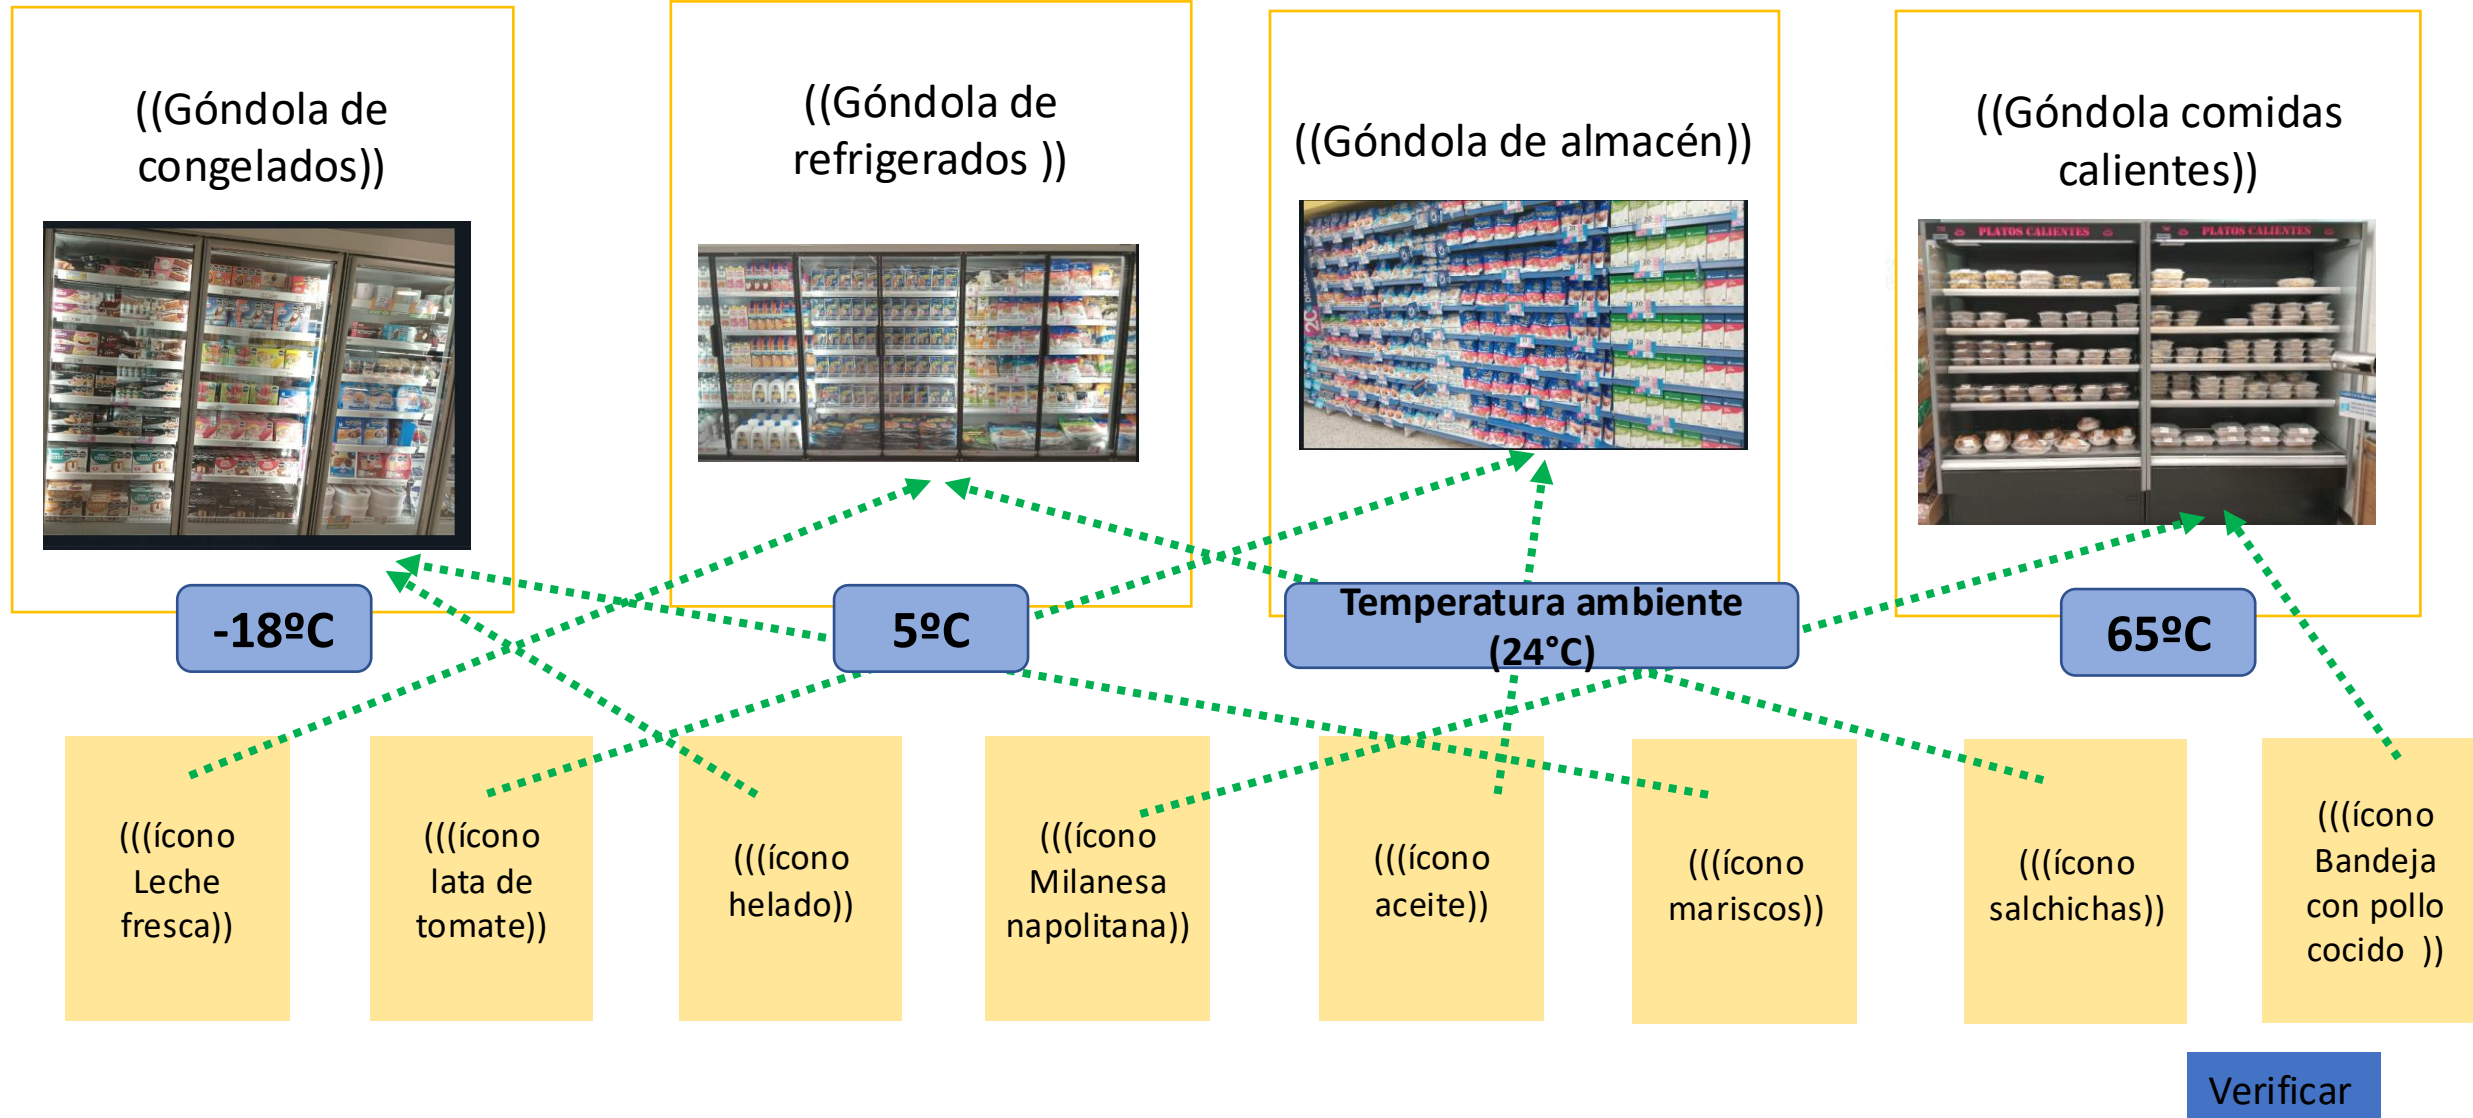 ((Góndola de
congelados))
((Góndola de
refrigerados ))
((Góndola de almacén))
((Góndola comidas
calientes))
PLATOS CALIENTES
PLATOS CALIENTES
-18ºC
5ºC
Temperatura ambiente
(24°C)
65ºC
(((ícono
Leche
fresca))
(((ícono
lata de
tomate))
(((ícono
helado))
(((ícono
Milanesa
napolitana))
(((ícono
aceite))
(((ícono
mariscos))
(((ícono
salchichas))
(((ícono
Bandeja
con pollo
cocido ))
Verificar